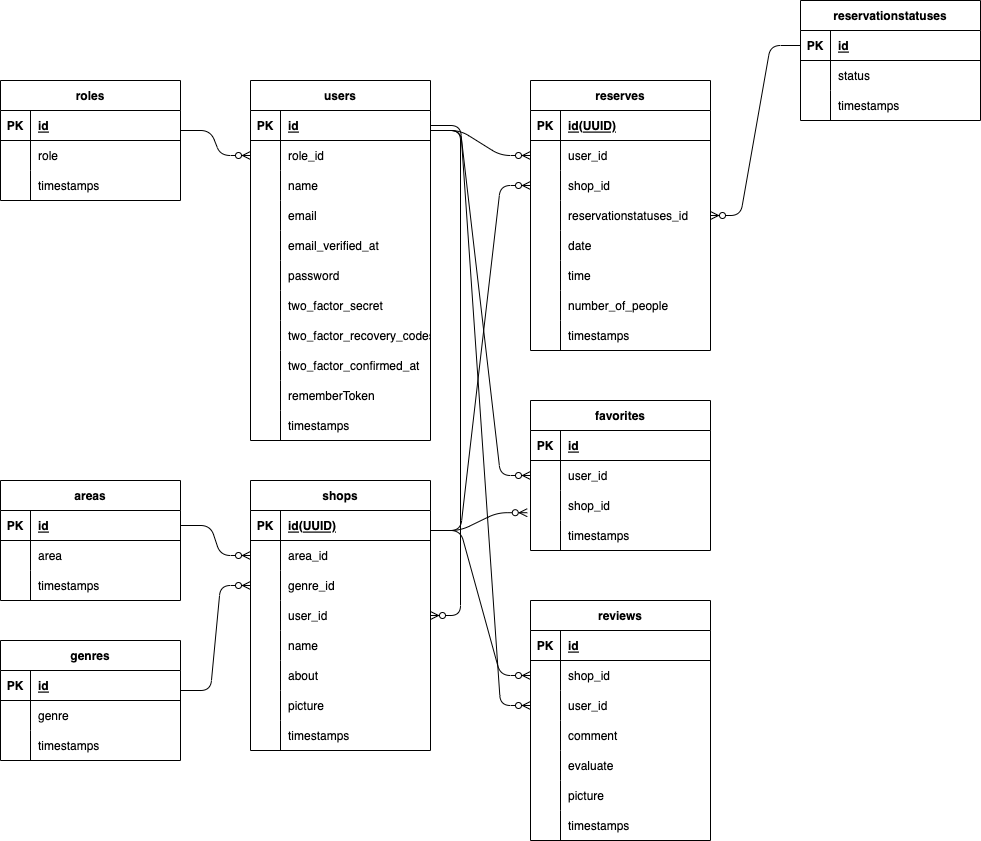 reservationstatuses
PK id
status
timestamps
roles
PK id
role
timestamps
users
PK id
role_id
name
email
email_verified_at
password
two_factor_secret
two_factor_recovery_codes
two_factor_confirmed_at
rememberToken
timestamps
reserves
PK id(UUID)
user_id
shop_id
reservationstatuses_id
date
time
number_of_people
timestamps
favorites
PK id
user_id
shop_id
timestamps
areas
PK id
area
timestamps
shops
PK id(UUID)
area_id
genre_id
user_id
name
about
picture
timestamps
genres
PK id
genre
timestamps
reviews
PK id
shop_id
user_id
comment
evaluate
picture
timestamps